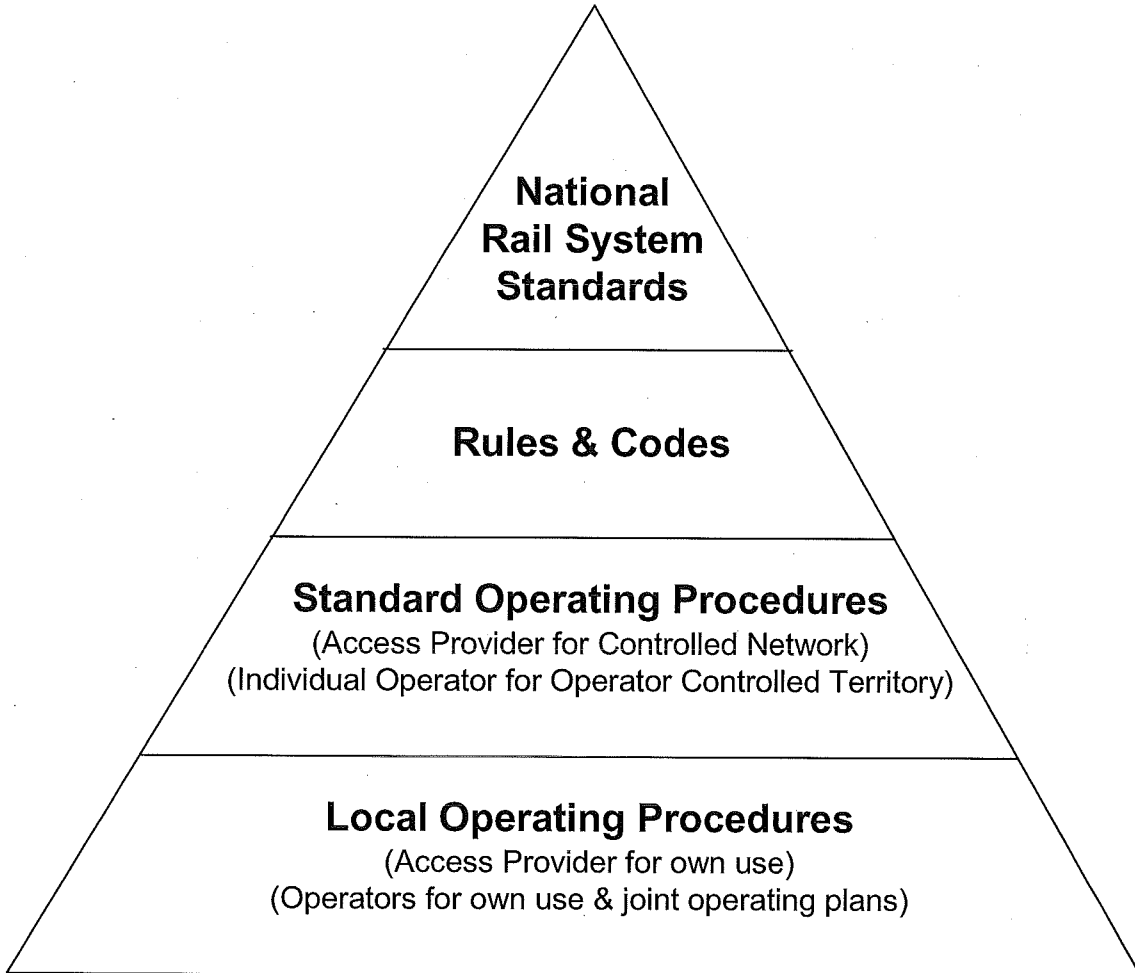 National
Rail System
Standards
Rules & Codes
Standard Operating Procedures
(Access Provider for Controlled Network)
(Individual Operator for Operator Controlled Territory)
Local Operating Procedures
(Access Provider for own use)
(Operators for own use & joint operating plans)